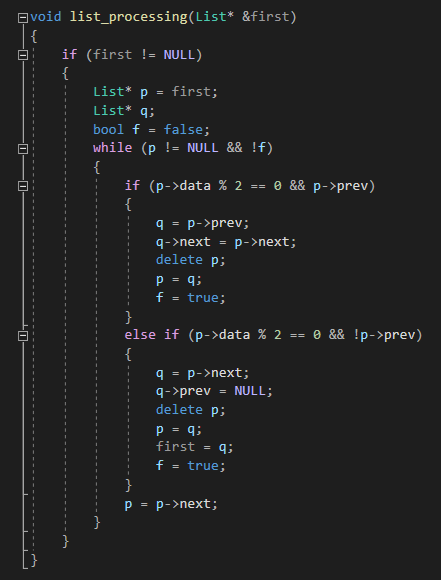 void list_processing(List* &first)
{
    if (first != NULL)
    {
        List* p = first;
        List* q;
        bool f = false;
        while (p != NULL && !f)
        {
            if (p->data % 2 == 0 && p->prev)
            {
                q = p->prev;
                q->next = p->next;
                delete p;
                p = q;
                f = true;
            }
            else if (p->data % 2 == 0 && !p->prev)
            {
                q = p->next;
                q->prev = NULL;
                delete p;
                p = q;
                first = q;
                f = true;
            }
            p = p->next;
        }
    }
}